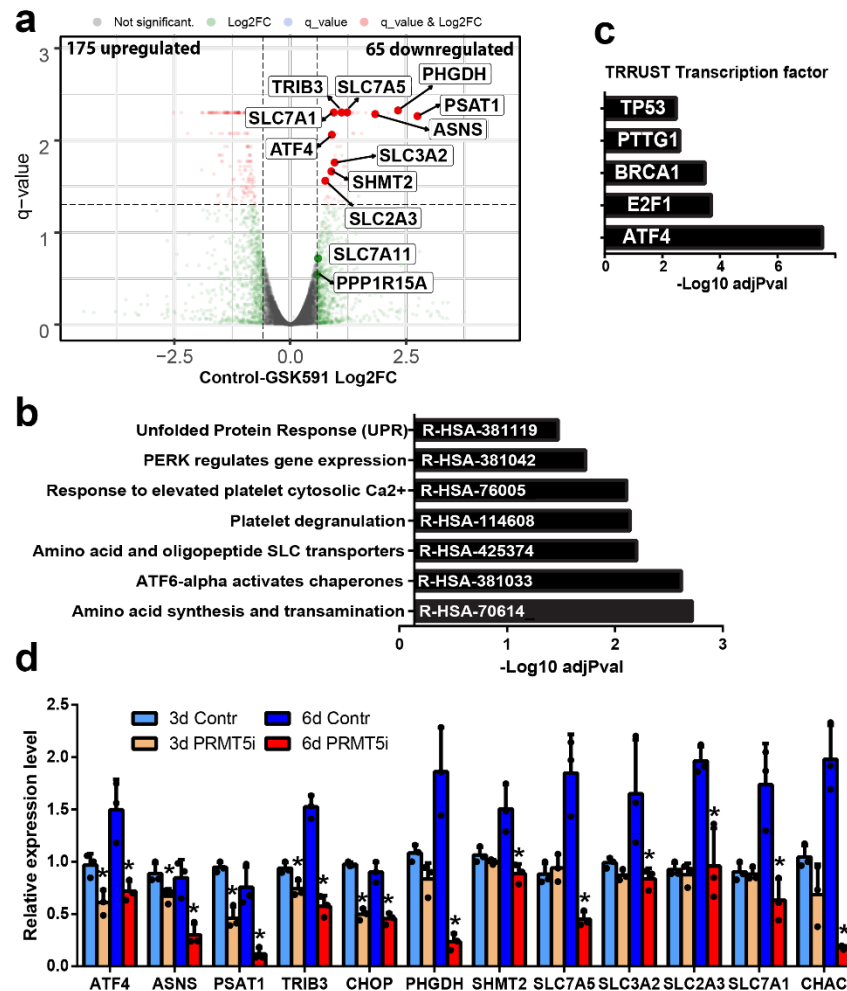 a
Not significant. Log2FC q_value q_value & Log2FC
175 upregulated 65 downregulated
3
2
1
0
q-value
TRIB3 SLC7A5 PHGDH
PSAT1
SLC7A1
ASNS
ATF4
SLC3A2
SHMT2
SLC2A3
SLC7A11
PPP1R15A
−2.5 0.0 2.5
Control-GSK591 Log2FC
c
TRRUST Transcription factor
TP53
PTTG1
BRCA1
E2F1
ATF4
0 2 4 6 8
-Log10 adjPval
b
Unfolded Protein Response (UPR) R-HSA-381119
PERK regulates gene expression R-HSA-381042
Response to elevated platelet cytosolic Ca2+ R-HSA-76005
Platelet degranulation R-HSA-114608
Amino acid and oligopeptide SLC transporters R-HSA-425374
ATF6-alpha activates chaperones R-HSA-381033
Amino acid synthesis and transamination R-HSA-70614_
0 1 2 3
-Log10 adjPval
d
Relative expression level
2.5
2.0
1.5
1.0
0.5
0.0
3d Contr 6d Contr
3d PRMT5i 6d PRMT5i
* * * * * * * * * * * * * * * * *
ATF4 ASNS PSAT1 TRIB3 CHOP PHGDH SHMT2 SLC7A5 SLC3A2 SLC2A3 SLC7A1 CHAC